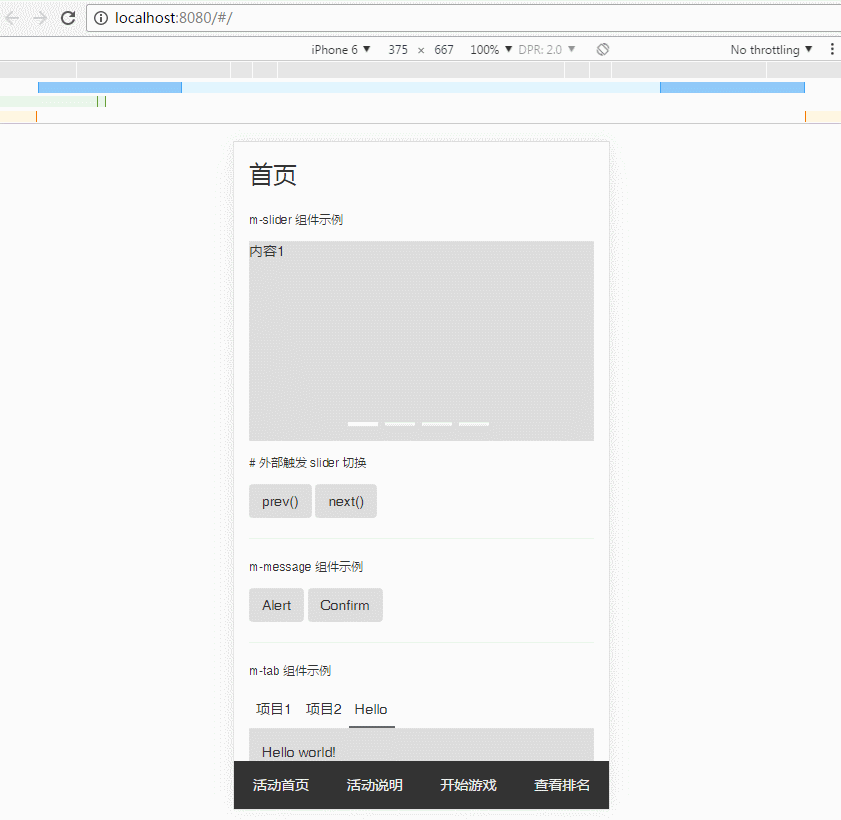 localhost:8080/#/
iPhone 6 ▼ 375 × 667 100% ▼ DPR: 2.0 ▼ No throttling ▼
首页
m-slider 组件示例
内容1
# 外部触发 slider 切换
prev() next()
m-message 组件示例
Alert Confirm
m-tab 组件示例
项目1 项目2 Hello
Hello world!
活动首页 活动说明 开始游戏 查看排名